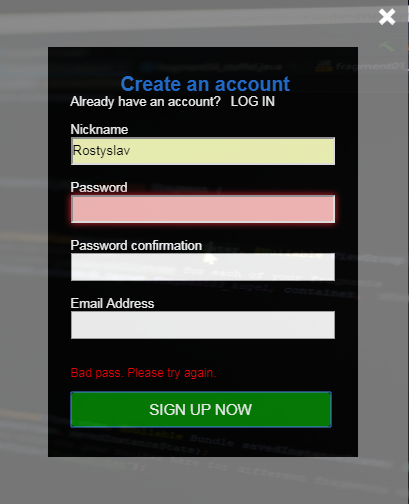 Create an account
Already have an account? LOG IN
Nickname
Rostyslav
Password
Password confirmation
Email Address
Bad pass. Please try again.
SIGN UP NOW